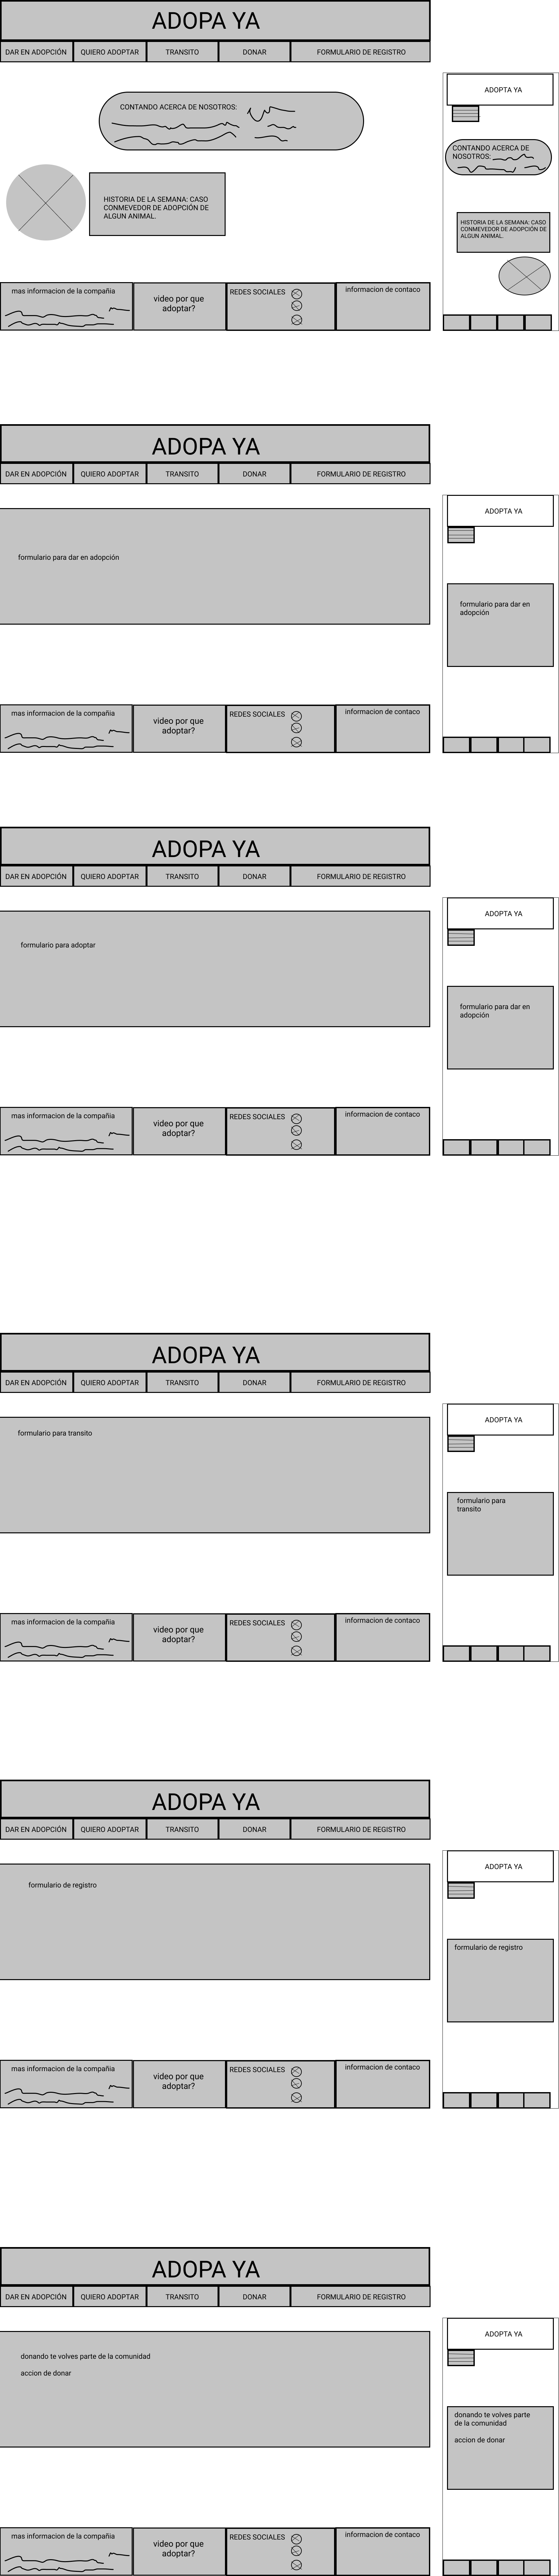 ADOPA YA
DAR EN ADOPCIÓN
QUIERO ADOPTAR
TRANSITO
DONAR
FORMULARIO DE REGISTRO
CONTANDO ACERCA DE NOSOTROS:
HISTORIA DE LA SEMANA: CASO
CONMEVEDOR DE ADOPCIÓN DE
ALGUN ANIMAL.
mas informacion de la compañia
video por que
adoptar?
REDES SOCIALES
informacion de contaco
ADOPTA YA
CONTANDO ACERCA DE
NOSOTROS:
HISTORIA DE LA SEMANA: CASO
CONMEVEDOR DE ADOPCIÓN DE
ALGUN ANIMAL.
ADOPA YA
DAR EN ADOPCIÓN
QUIERO ADOPTAR
TRANSITO
DONAR
FORMULARIO DE REGISTRO
formulario para dar en adopción
mas informacion de la compañia
video por que
adoptar?
REDES SOCIALES
informacion de contaco
ADOPTA YA
formulario para dar en
adopción
ADOPA YA
DAR EN ADOPCIÓN
QUIERO ADOPTAR
TRANSITO
DONAR
FORMULARIO DE REGISTRO
formulario para adoptar
mas informacion de la compañia
video por que
adoptar?
REDES SOCIALES
informacion de contaco
ADOPTA YA
formulario para dar en
adopción
ADOPA YA
DAR EN ADOPCIÓN
QUIERO ADOPTAR
TRANSITO
DONAR
FORMULARIO DE REGISTRO
formulario para transito
mas informacion de la compañia
video por que
adoptar?
REDES SOCIALES
informacion de contaco
ADOPTA YA
formulario para
transito
ADOPA YA
DAR EN ADOPCIÓN
QUIERO ADOPTAR
TRANSITO
DONAR
FORMULARIO DE REGISTRO
formulario de registro
mas informacion de la compañia
video por que
adoptar?
REDES SOCIALES
informacion de contaco
ADOPTA YA
formulario de registro
ADOPA YA
DAR EN ADOPCIÓN
QUIERO ADOPTAR
TRANSITO
DONAR
FORMULARIO DE REGISTRO
donando te volves parte de la comunidad
accion de donar
mas informacion de la compañia
video por que
adoptar?
REDES SOCIALES
informacion de contaco
ADOPTA YA
donando te volves parte
de la comunidad
accion de donar